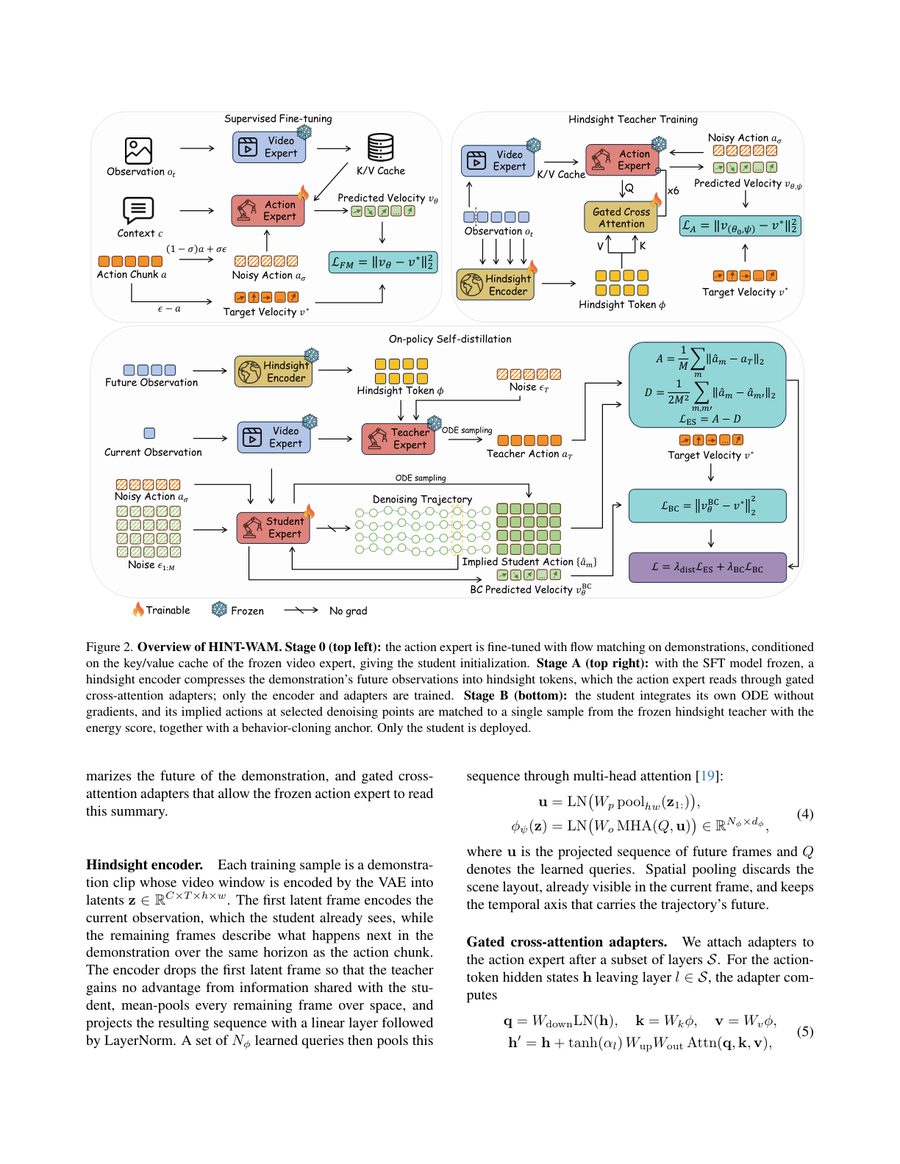 Supervised Fine-tuning
Video
Expert
Observation oₜ
K/V Cache
Context c
Action
Expert
Predicted Velocity v_θ
(1 − σ)a + σϵ
Action Chunk a
Noisy Action a_σ
ℒ_FM = ‖v_θ − v*‖₂²
ϵ − a
Target Velocity v*
Hindsight Teacher Training
Video
Expert
K/V Cache
Action
Expert
Noisy Action a_σ
Predicted Velocity v_{θ,ψ}
Q
x6
Gated Cross
Attention
Observation oₜ
V
K
ℒ_A = ‖v_{(θ₀,ψ)} − v*‖₂²
Hindsight
Encoder
Hindsight Token ϕ
Target Velocity v*
On-policy Self-distillation
Future Observation
Hindsight
Encoder
Hindsight Token ϕ
Noise ϵ_T
Current Observation
Video
Expert
Teacher
Expert
ODE sampling
Teacher Action a_T
A = 1/M ∑_m ‖â_m − a_T‖₂
D = 1/2M² ∑_{m,m′} ‖â_m − â_{m′}‖₂
ℒ_ES = A − D
Target Velocity v*
Noisy Action a_σ
Noise ϵ_{1:M}
Student
Expert
ODE sampling
Denoising Trajectory
Implied Student Action {â_m}
BC Predicted Velocity v_θ^BC
ℒ_BC = ‖v_θ^BC − v*‖₂²
ℒ = λ_dist ℒ_ES + λ_BC ℒ_BC
Trainable
Frozen
No grad
Figure 2. Overview of HINT-WAM. Stage 0 (top left): the action expert is fine-tuned with flow matching on demonstrations, conditioned
on the key/value cache of the frozen video expert, giving the student initialization. Stage A (top right): with the SFT model frozen, a
hindsight encoder compresses the demonstration's future observations into hindsight tokens, which the action expert reads through gated
cross-attention adapters; only the encoder and adapters are trained. Stage B (bottom): the student integrates its own ODE without
gradients, and its implied actions at selected denoising points are matched to a single sample from the frozen hindsight teacher with the
energy score, together with a behavior-cloning anchor. Only the student is deployed.
marizes the future of the demonstration, and gated cross-
attention adapters that allow the frozen action expert to read
this summary.
Hindsight encoder. Each training sample is a demonstra-
tion clip whose video window is encoded by the VAE into
latents z ∈ ℝ^{C×T×h×w}. The first latent frame encodes the
current observation, which the student already sees, while
the remaining frames describe what happens next in the
demonstration over the same horizon as the action chunk.
The encoder drops the first latent frame so that the teacher
gains no advantage from information shared with the stu-
dent, mean-pools every remaining frame over space, and
projects the resulting sequence with a linear layer followed
by LayerNorm. A set of N_ϕ learned queries then pools this
sequence through multi-head attention [19]:
u = LN(W_p pool_{hw}(z_{1:})),
ϕ_ψ(z) = LN(W_o MHA(Q, u)) ∈ ℝ^{N_ϕ×d_ϕ},
(4)
where u is the projected sequence of future frames and Q
denotes the learned queries. Spatial pooling discards the
scene layout, already visible in the current frame, and keeps
the temporal axis that carries the trajectory's future.
Gated cross-attention adapters. We attach adapters to
the action expert after a subset of layers 𝒮. For the action-
token hidden states h leaving layer l ∈ 𝒮, the adapter com-
putes
q = W_down LN(h), k = W_k ϕ, v = W_v ϕ,
h′ = h + tanh(α_l) W_up W_out Attn(q, k, v),
(5)